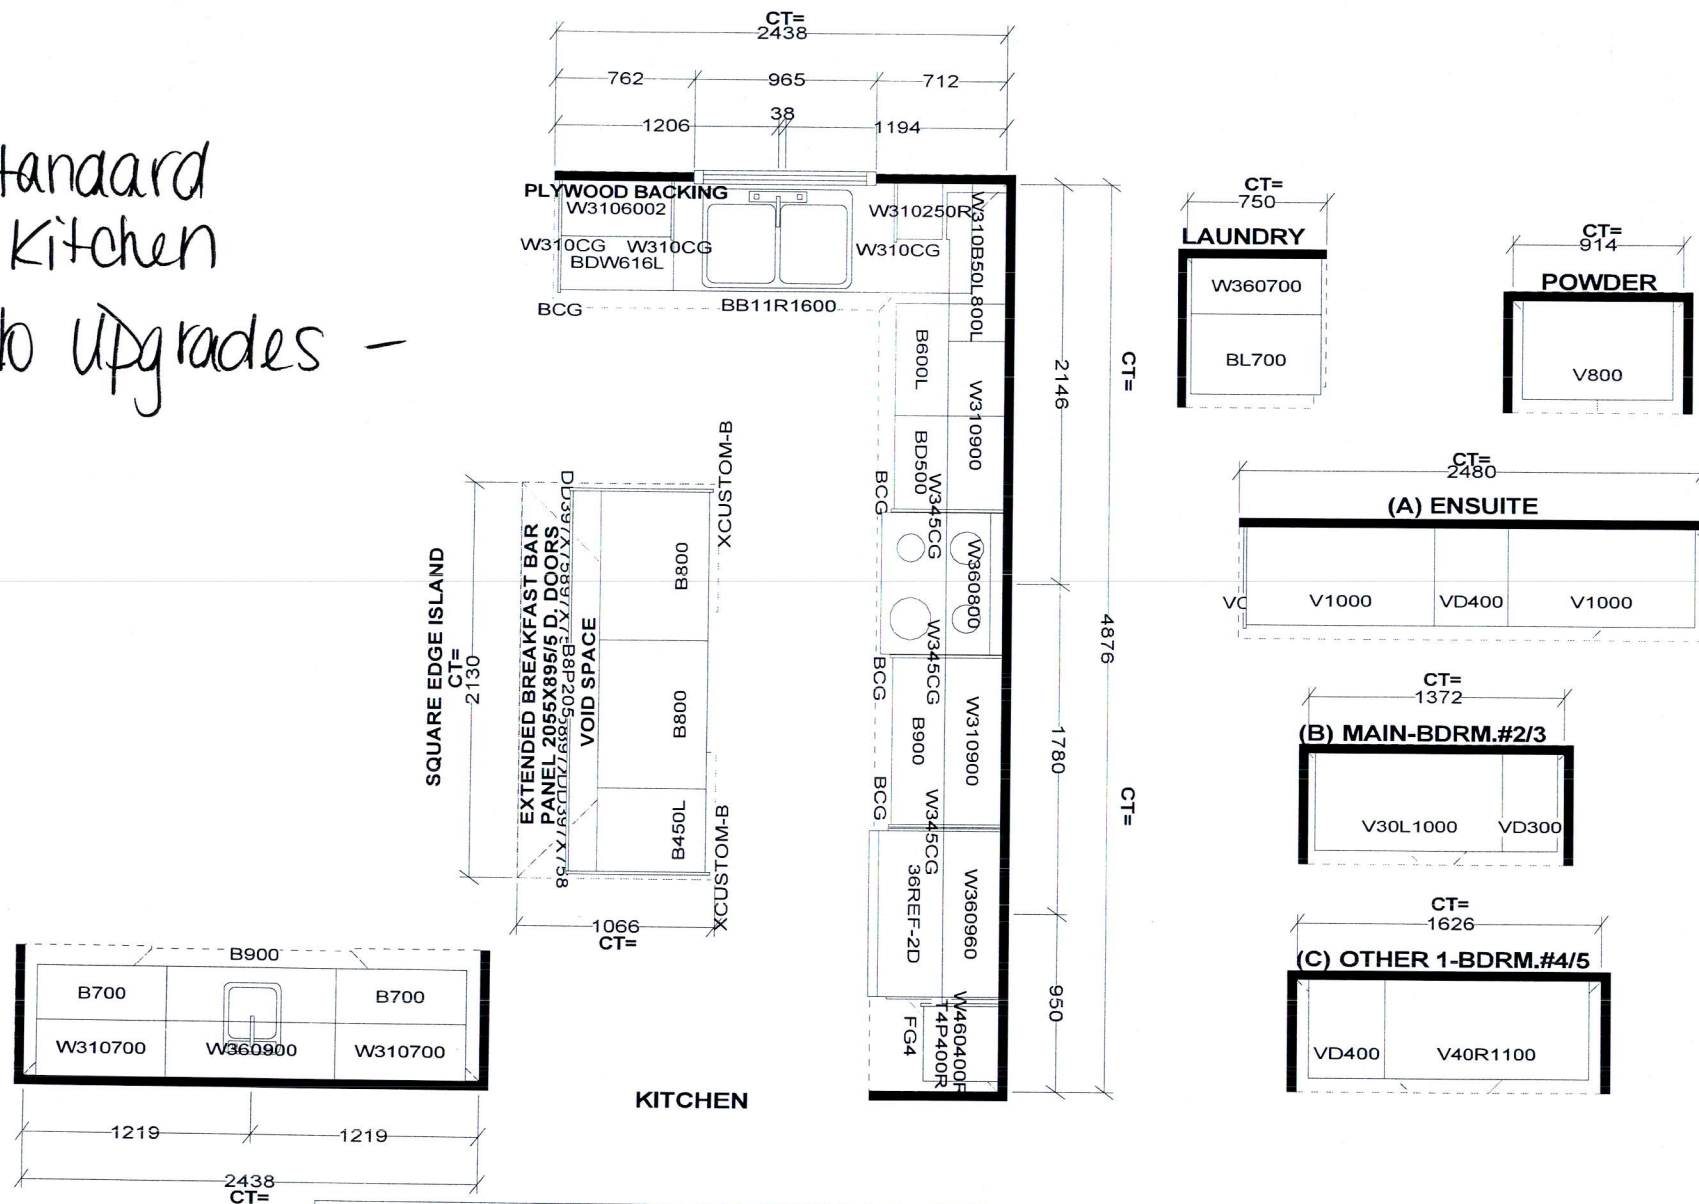 tandard
Kitchen
Upgrades -
CT=
2438
762
965
712
38
1206
1194
PLYWOOD BACKING
W3106002
W310CG
W310CG
BDW616L
BCG
BB11R1600
W310250R
W310CG
W310B50L800L
B600L
W310900
BD500
BCG
W345CG
W360800
W345CG
BCG
B900
W310900
BCG
W345CG
36REF-2D
W360960
FG4
T4P400R
2146
1780
950
4876
CT=
CT=
KITCHEN
SQUARE EDGE ISLAND
CT=
2130
EXTENDED BREAKFAST BAR
PANEL 2055X895/5 D. DOORS
VOID SPACE
B800
B800
B450L
XCUSTOM-B
XCUSTOM-B
1066
CT=
B900
B700
B700
W310700
W360900
W310700
1219
1219
2438
CT=
CT=
750
LAUNDRY
W360700
BL700
CT=
914
POWDER
V800
CT=
2480
(A) ENSUITE
V1000
VD400
V1000
CT=
1372
(B) MAIN-BDRM.#2/3
V30L1000
VD300
CT=
1626
(C) OTHER 1-BDRM.#4/5
VD400
V40R1100